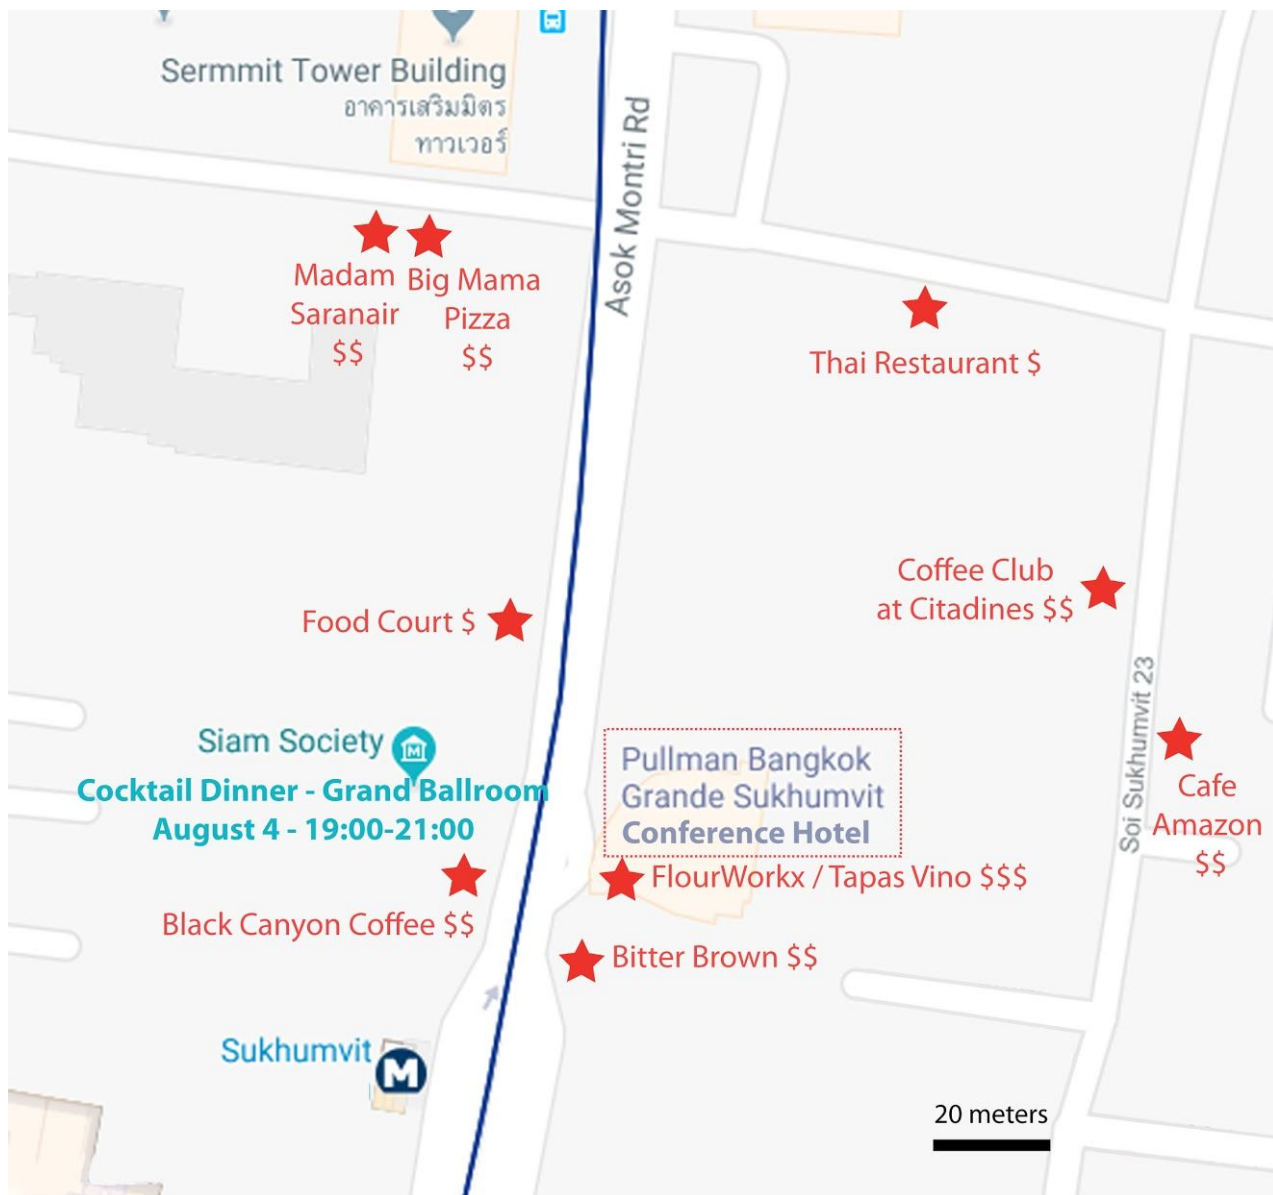 Sermmit Tower Building
อาคารเสริมมิตร
ทาวเวอร์
Asok Montri Rd
Madam
Saranair
$$
Big Mama
Pizza
$$
Thai Restaurant $
Coffee Club
at Citadines $$
Food Court $
Soi Sukhumvit 23
Siam Society
Cocktail Dinner - Grand Ballroom
August 4 - 19:00-21:00
Pullman Bangkok
Grande Sukhumvit
Conference Hotel
Cafe
Amazon
$$
FlourWorkx / Tapas Vino $$$
Black Canyon Coffee $$
Bitter Brown $$
Sukhumvit
M
20 meters